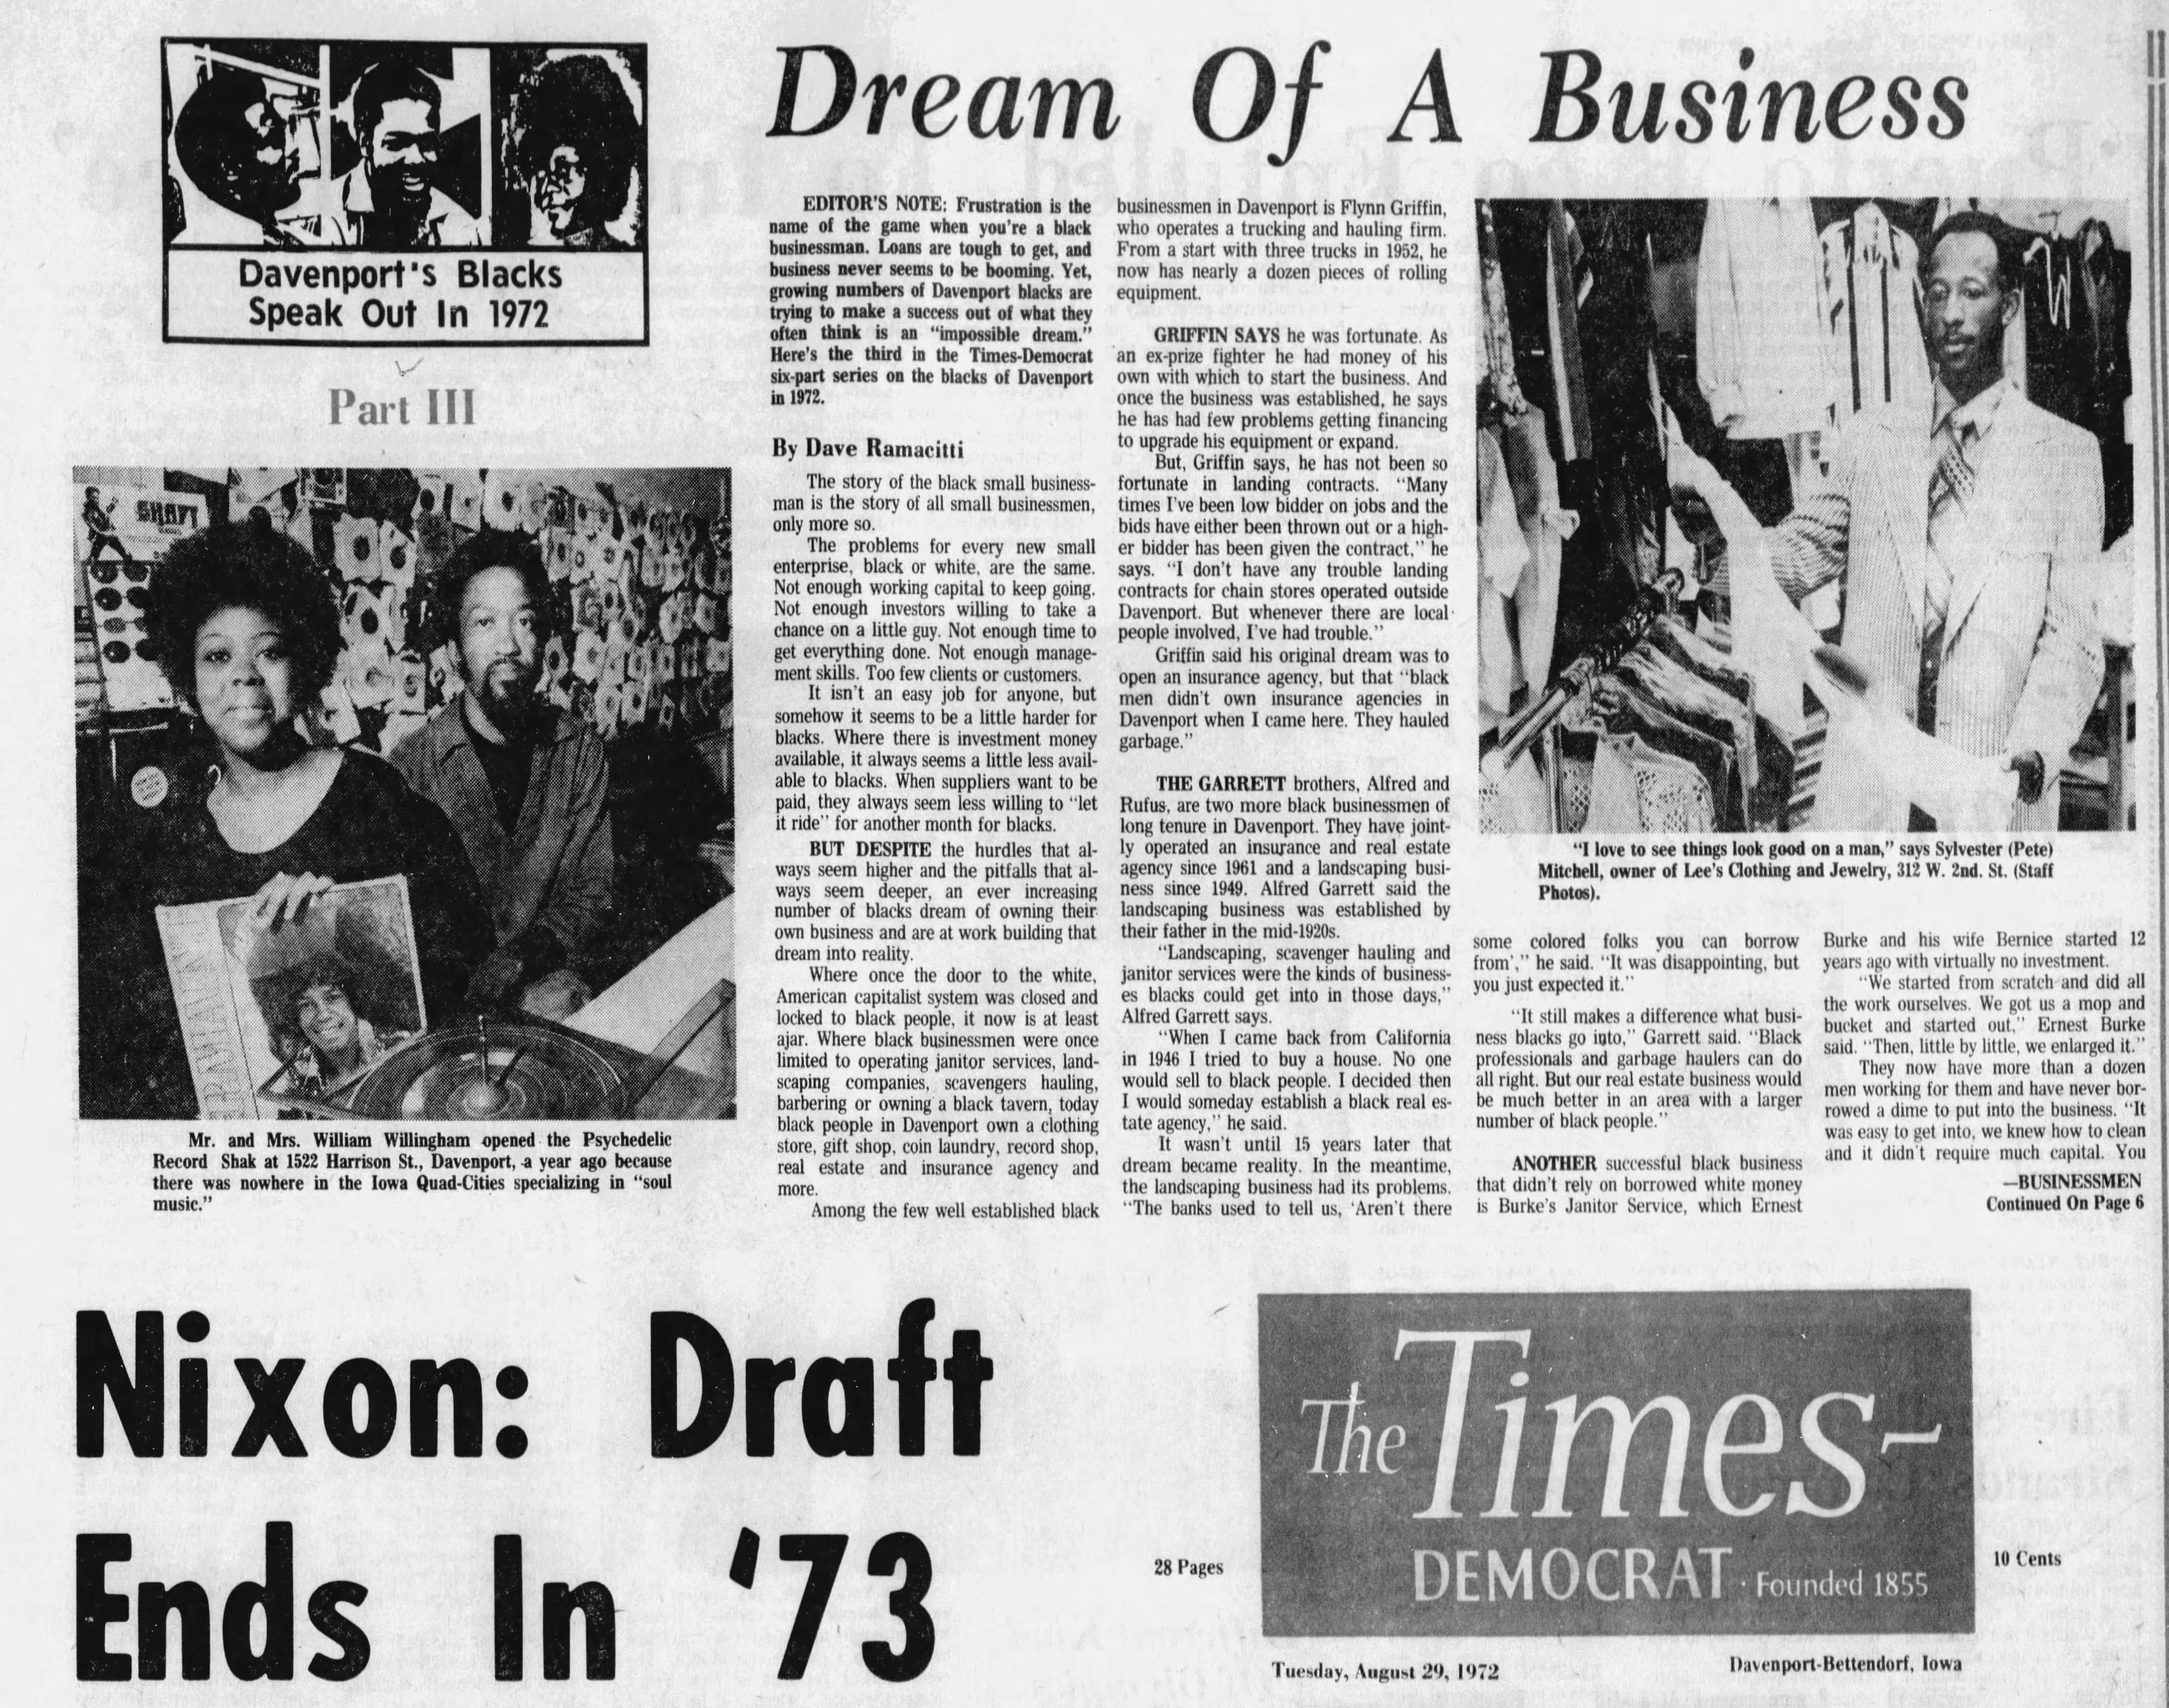 Dream Of A Business
Davenport's Blacks
Speak Out In 1972
Part III
SHAFT
Mr. and Mrs. William Willingham opened the Psychedelic
Record Shak at 1522 Harrison St., Davenport, a year ago because
there was nowhere in the Iowa Quad-Cities specializing in "soul
music."
EDITOR'S NOTE: Frustration is the
name of the game when you're a black
businessman. Loans are tough to get, and
business never seems to be booming. Yet,
growing numbers of Davenport blacks are
trying to make a success out of what they
often think is an "impossible dream."
Here's the third in the Times-Democrat
six-part series on the blacks of Davenport
in 1972.
By Dave Ramacitti
The story of the black small business-
man is the story of all small businessmen,
only more so.
The problems for every new small
enterprise, black or white, are the same.
Not enough working capital to keep going.
Not enough investors willing to take a
chance on a little guy. Not enough time to
get everything done. Not enough manage-
ment skills. Too few clients or customers.
It isn't an easy job for anyone, but
somehow it seems to be a little harder for
blacks. Where there is investment money
available, it always seems a little less avail-
able to blacks. When suppliers want to be
paid, they always seem less willing to "let
it ride" for another month for blacks.
BUT DESPITE the hurdles that al-
ways seem higher and the pitfalls that al-
ways seem deeper, an ever increasing
number of blacks dream of owning their
own business and are at work building that
dream into reality.
Where once the door to the white,
American capitalist system was closed and
locked to black people, it now is at least
ajar. Where black businessmen were once
limited to operating janitor services, land-
scaping companies, scavengers hauling,
barbering or owning a black tavern, today
black people in Davenport own a clothing
store, gift shop, coin laundry, record shop,
real estate and insurance agency and
more.
Among the few well established black
businessmen in Davenport is Flynn Griffin,
who operates a trucking and hauling firm.
From a start with three trucks in 1952, he
now has nearly a dozen pieces of rolling
equipment.
GRIFFIN SAYS he was fortunate. As
an ex-prize fighter he had money of his
own with which to start the business. And
once the business was established, he says
he has had few problems getting financing
to upgrade his equipment or expand.
But, Griffin says, he has not been so
fortunate in landing contracts. "Many
times I've been low bidder on jobs and the
bids have either been thrown out or a high-
er bidder has been given the contract," he
says. "I don't have any trouble landing
contracts for chain stores operated outside
Davenport. But whenever there are local
people involved, I've had trouble."
Griffin said his original dream was to
open an insurance agency, but that "black
men didn't own insurance agencies in
Davenport when I came here. They hauled
garbage."
THE GARRETT brothers, Alfred and
Rufus, are two more black businessmen of
long tenure in Davenport. They have joint-
ly operated an insurance and real estate
agency since 1961 and a landscaping busi-
ness since 1949. Alfred Garrett said the
landscaping business was established by
their father in the mid-1920s.
"Landscaping, scavenger hauling and
janitor services were the kinds of business-
es blacks could get into in those days,"
Alfred Garrett says.
"When I came back from California
in 1946 I tried to buy a house. No one
would sell to black people. I decided then
I would someday establish a black real es-
tate agency," he said.
It wasn't until 15 years later that
dream became reality. In the meantime,
the landscaping business had its problems.
"The banks used to tell us, 'Aren't there
"I love to see things look good on a man," says Sylvester (Pete)
Mitchell, owner of Lee's Clothing and Jewelry, 312 W. 2nd. St. (Staff
Photos).
some colored folks you can borrow
from'," he said. "It was disappointing, but
you just expected it."
"It still makes a difference what busi-
ness blacks go into," Garrett said. "Black
professionals and garbage haulers can do
all right. But our real estate business would
be much better in an area with a larger
number of black people."
ANOTHER successful black business
that didn't rely on borrowed white money
is Burke's Janitor Service, which Ernest
Burke and his wife Bernice started 12
years ago with virtually no investment.
"We started from scratch and did all
the work ourselves. We got us a mop and
bucket and started out," Ernest Burke
said. "Then, little by little, we enlarged it."
They now have more than a dozen
men working for them and have never bor-
rowed a dime to put into the business. "It
was easy to get into, we knew how to clean
and it didn't require much capital. You
—BUSINESSMEN
Continued On Page 6
Nixon: Draft
Ends In '73
28 Pages
The Times-
DEMOCRAT · Founded 1855
10 Cents
Tuesday, August 29, 1972
Davenport-Bettendorf, Iowa